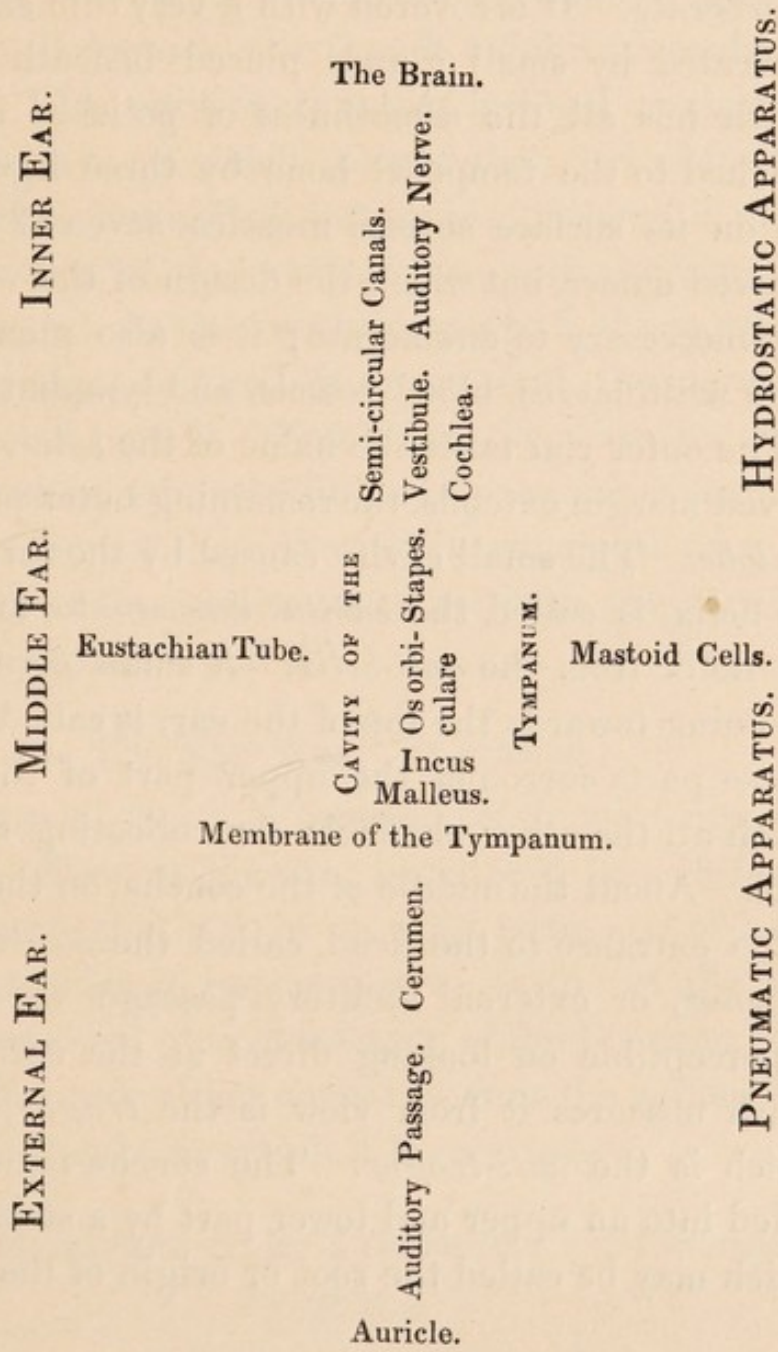 The Brain.
INNER EAR.
Semi-circular Canals.
Vestibule. Auditory Nerve.
Cochlea.
HYDROSTATIC APPARATUS.
MIDDLE EAR.
Eustachian Tube.
CAVITY OF THE
Os orbi- Stapes.
culare
Incus
Malleus.
TYMPANUM.
Mastoid Cells.
Membrane of the Tympanum.
EXTERNAL EAR.
Auditory Passage. Cerumen.
PNEUMATIC APPARATUS.
Auricle.